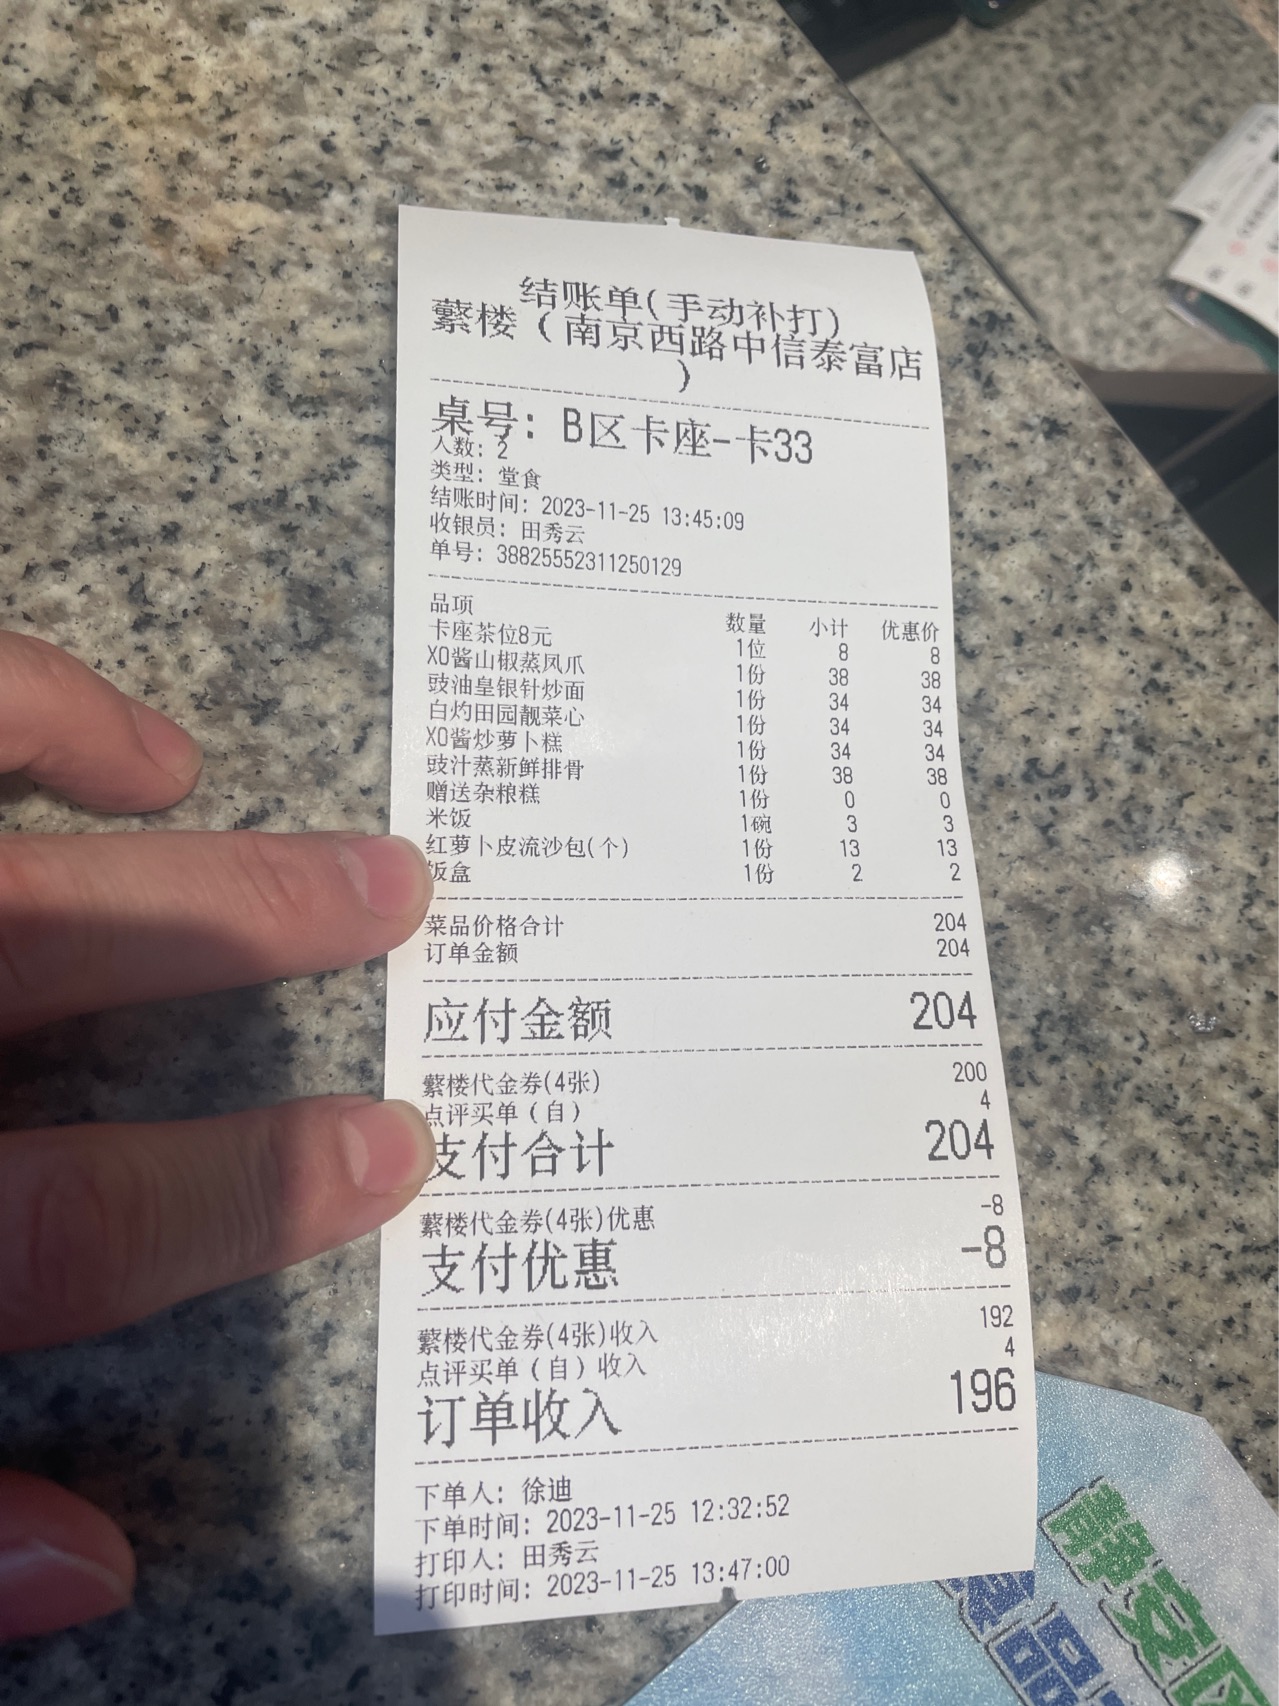 结账单(手动补打)
蘩楼（南京西路中信泰富店
）
桌号: B区卡座-卡33
人数: 2
类型: 堂食
结账时间: 2023-11-25 13:45:09
收银员: 田秀云
单号: 38825552311250129
品项 数量 小计 优惠价
卡座茶位8元 1位 8 8
XO酱山椒蒸凤爪 1份 38 38
豉油皇银针炒面 1份 34 34
白灼田园靓菜心 1份 34 34
XO酱炒萝卜糕 1份 34 34
豉汁蒸新鲜排骨 1份 38 38
赠送杂粮糕 1份 0 0
米饭 1碗 3 3
红萝卜皮流沙包(个) 1份 13 13
饭盒 1份 2 2
菜品价格合计 204
订单金额 204
应付金额 204
蘩楼代金券(4张) 200
点评买单（自） 4
支付合计 204
蘩楼代金券(4张)优惠 -8
支付优惠 -8
蘩楼代金券(4张)收入 192
点评买单（自）收入 4
订单收入 196
下单人: 徐迪
下单时间: 2023-11-25 12:32:52
打印人: 田秀云
打印时间: 2023-11-25 13:47:00
静安区